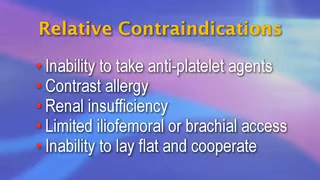 Relative Contraindications
• Inability to take anti-platelet agents
• Contrast allergy
• Renal insufficiency
• Limited iliofemoral or brachial access
• Inability to lay flat and cooperate